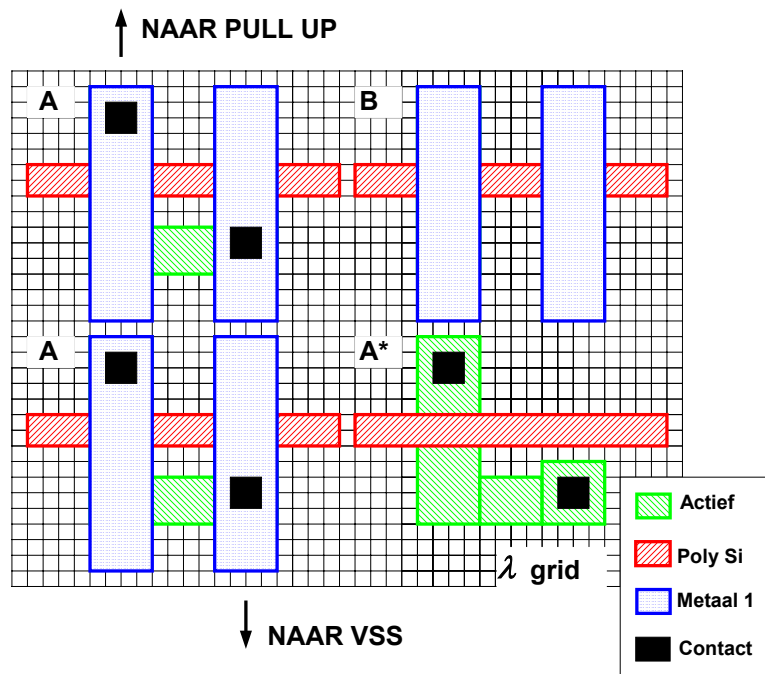 NAAR PULL UP
A
B
A
A*
λ grid
Actief
Poly Si
Metaal 1
Contact
NAAR VSS